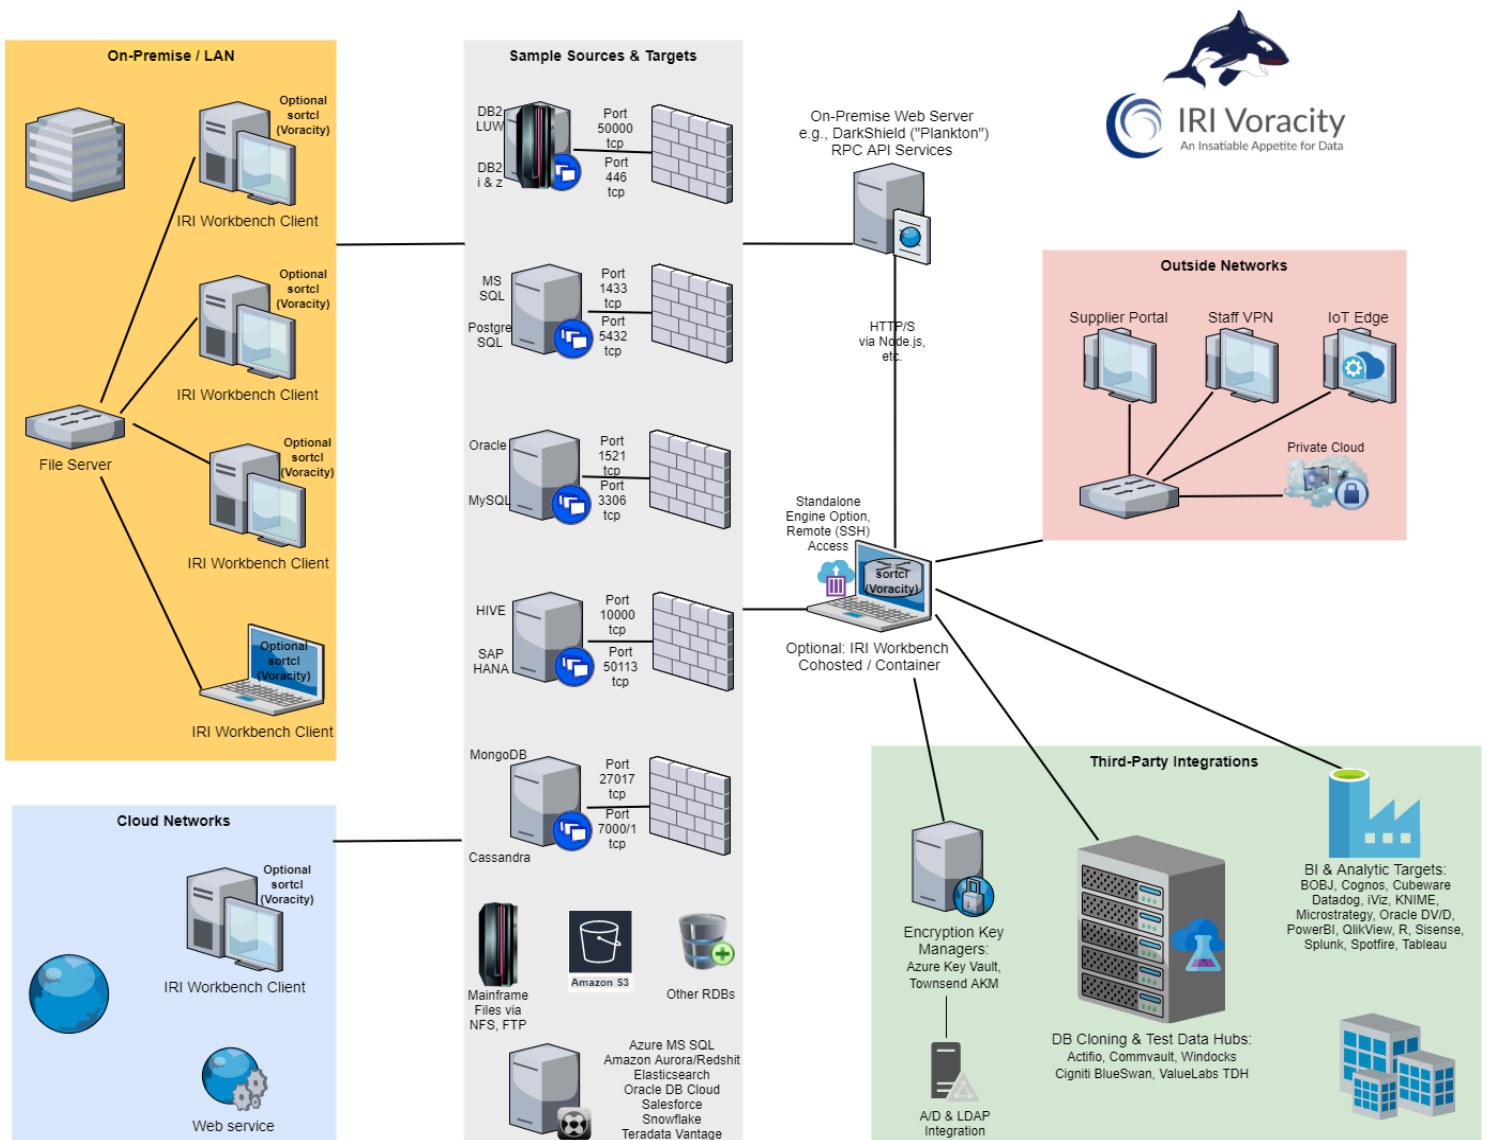 On-Premise / LAN
Optional
sortcl
(Voracity)
IRI Workbench Client
Optional
sortcl
(Voracity)
IRI Workbench Client
Optional
sortcl
(Voracity)
IRI Workbench Client
File Server
Optional
sortcl
(Voracity)
IRI Workbench Client
Cloud Networks
Optional
sortcl
(Voracity)
IRI Workbench Client
Web service
Sample Sources & Targets
DB2
LUW
DB2
i & z
Port
50000
tcp
Port
446
tcp
MS
SQL
Postgre
SQL
Port
1433
tcp
Port
5432
tcp
Oracle
MySQL
Port
1521
tcp
Port
3306
tcp
HIVE
SAP
HANA
Port
10000
tcp
Port
50113
tcp
MongoDB
Cassandra
Port
27017
tcp
Port
7000/1
tcp
Mainframe
Files via
NFS, FTP
Amazon S3
Other RDBs
Azure MS SQL
Amazon Aurora/Redshit
Elasticsearch
Oracle DB Cloud
Salesforce
Snowflake
Teradata Vantage
On-Premise Web Server
e.g., DarkShield ("Plankton")
RPC API Services
HTTP/S
via Node.js,
etc.
Standalone
Engine Option,
Remote (SSH)
Access
sortcl
(Voracity)
Optional: IRI Workbench
Cohosted / Container
IRI Voracity
An Insatiable Appetite for Data
Outside Networks
Supplier Portal
Staff VPN
IoT Edge
Private Cloud
Third-Party Integrations
Encryption Key
Managers:
Azure Key Vault,
Townsend AKM
A/D & LDAP
Integration
DB Cloning & Test Data Hubs:
Actifio, Commvault, Windocks
Cigniti BlueSwan, ValueLabs TDH
BI & Analytic Targets:
BOBJ, Cognos, Cubeware
Datadog, iViz, KNIME,
Microstrategy, Oracle DV/D,
PowerBI, QlikView, R, Sisense,
Splunk, Spotfire, Tableau